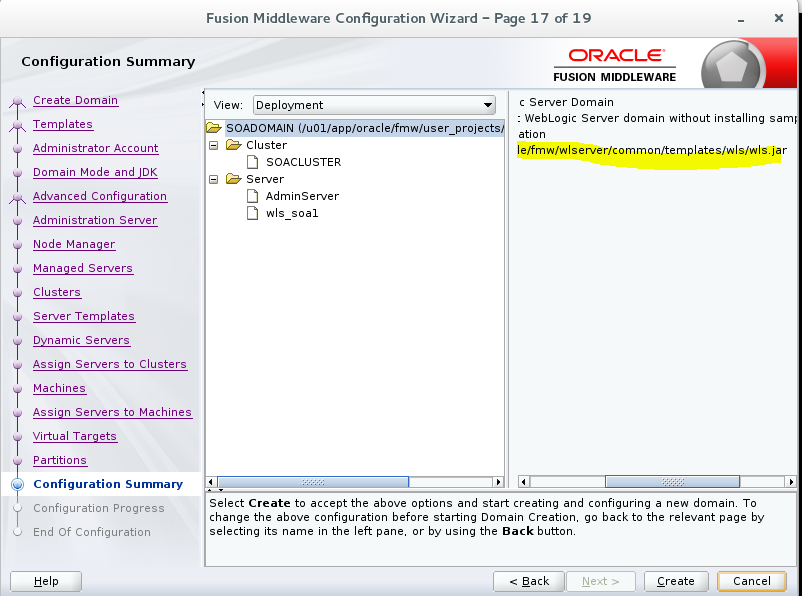 Fusion Middleware Configuration Wizard – Page 17 of 19
Configuration Summary
ORACLE
FUSION MIDDLEWARE
Create Domain
Templates
Administrator Account
Domain Mode and JDK
Advanced Configuration
Administration Server
Node Manager
Managed Servers
Clusters
Server Templates
Dynamic Servers
Assign Servers to Clusters
Machines
Assign Servers to Machines
Virtual Targets
Partitions
Configuration Summary
Configuration Progress
End Of Configuration
View: Deployment
SOADOMAIN (/u01/app/oracle/fmw/user_projects/
Cluster
SOACLUSTER
Server
AdminServer
wls_soa1
c Server Domain
: WebLogic Server domain without installing samp
ation
le/fmw/wlserver/common/templates/wls/wls.jar
Select Create to accept the above options and start creating and configuring a new domain. To
change the above configuration before starting Domain Creation, go back to the relevant page by
selecting its name in the left pane, or by using the Back button.
Help
< Back
Next >
Create
Cancel